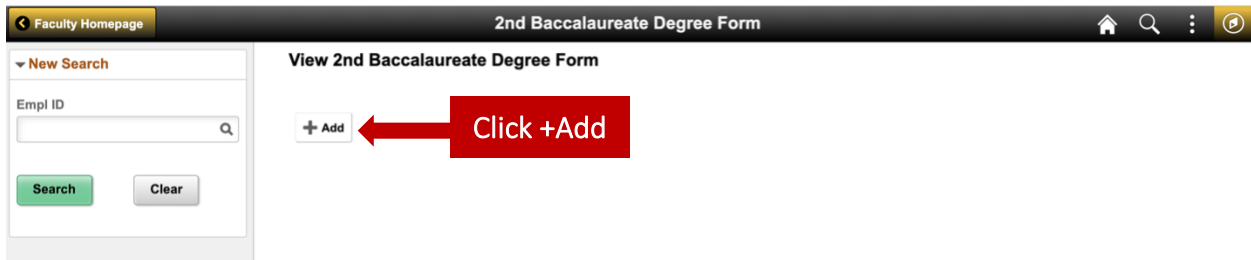 Faculty Homepage
2nd Baccalaureate Degree Form
New Search
Empl ID
Search
Clear
View 2nd Baccalaureate Degree Form
+ Add
Click +Add